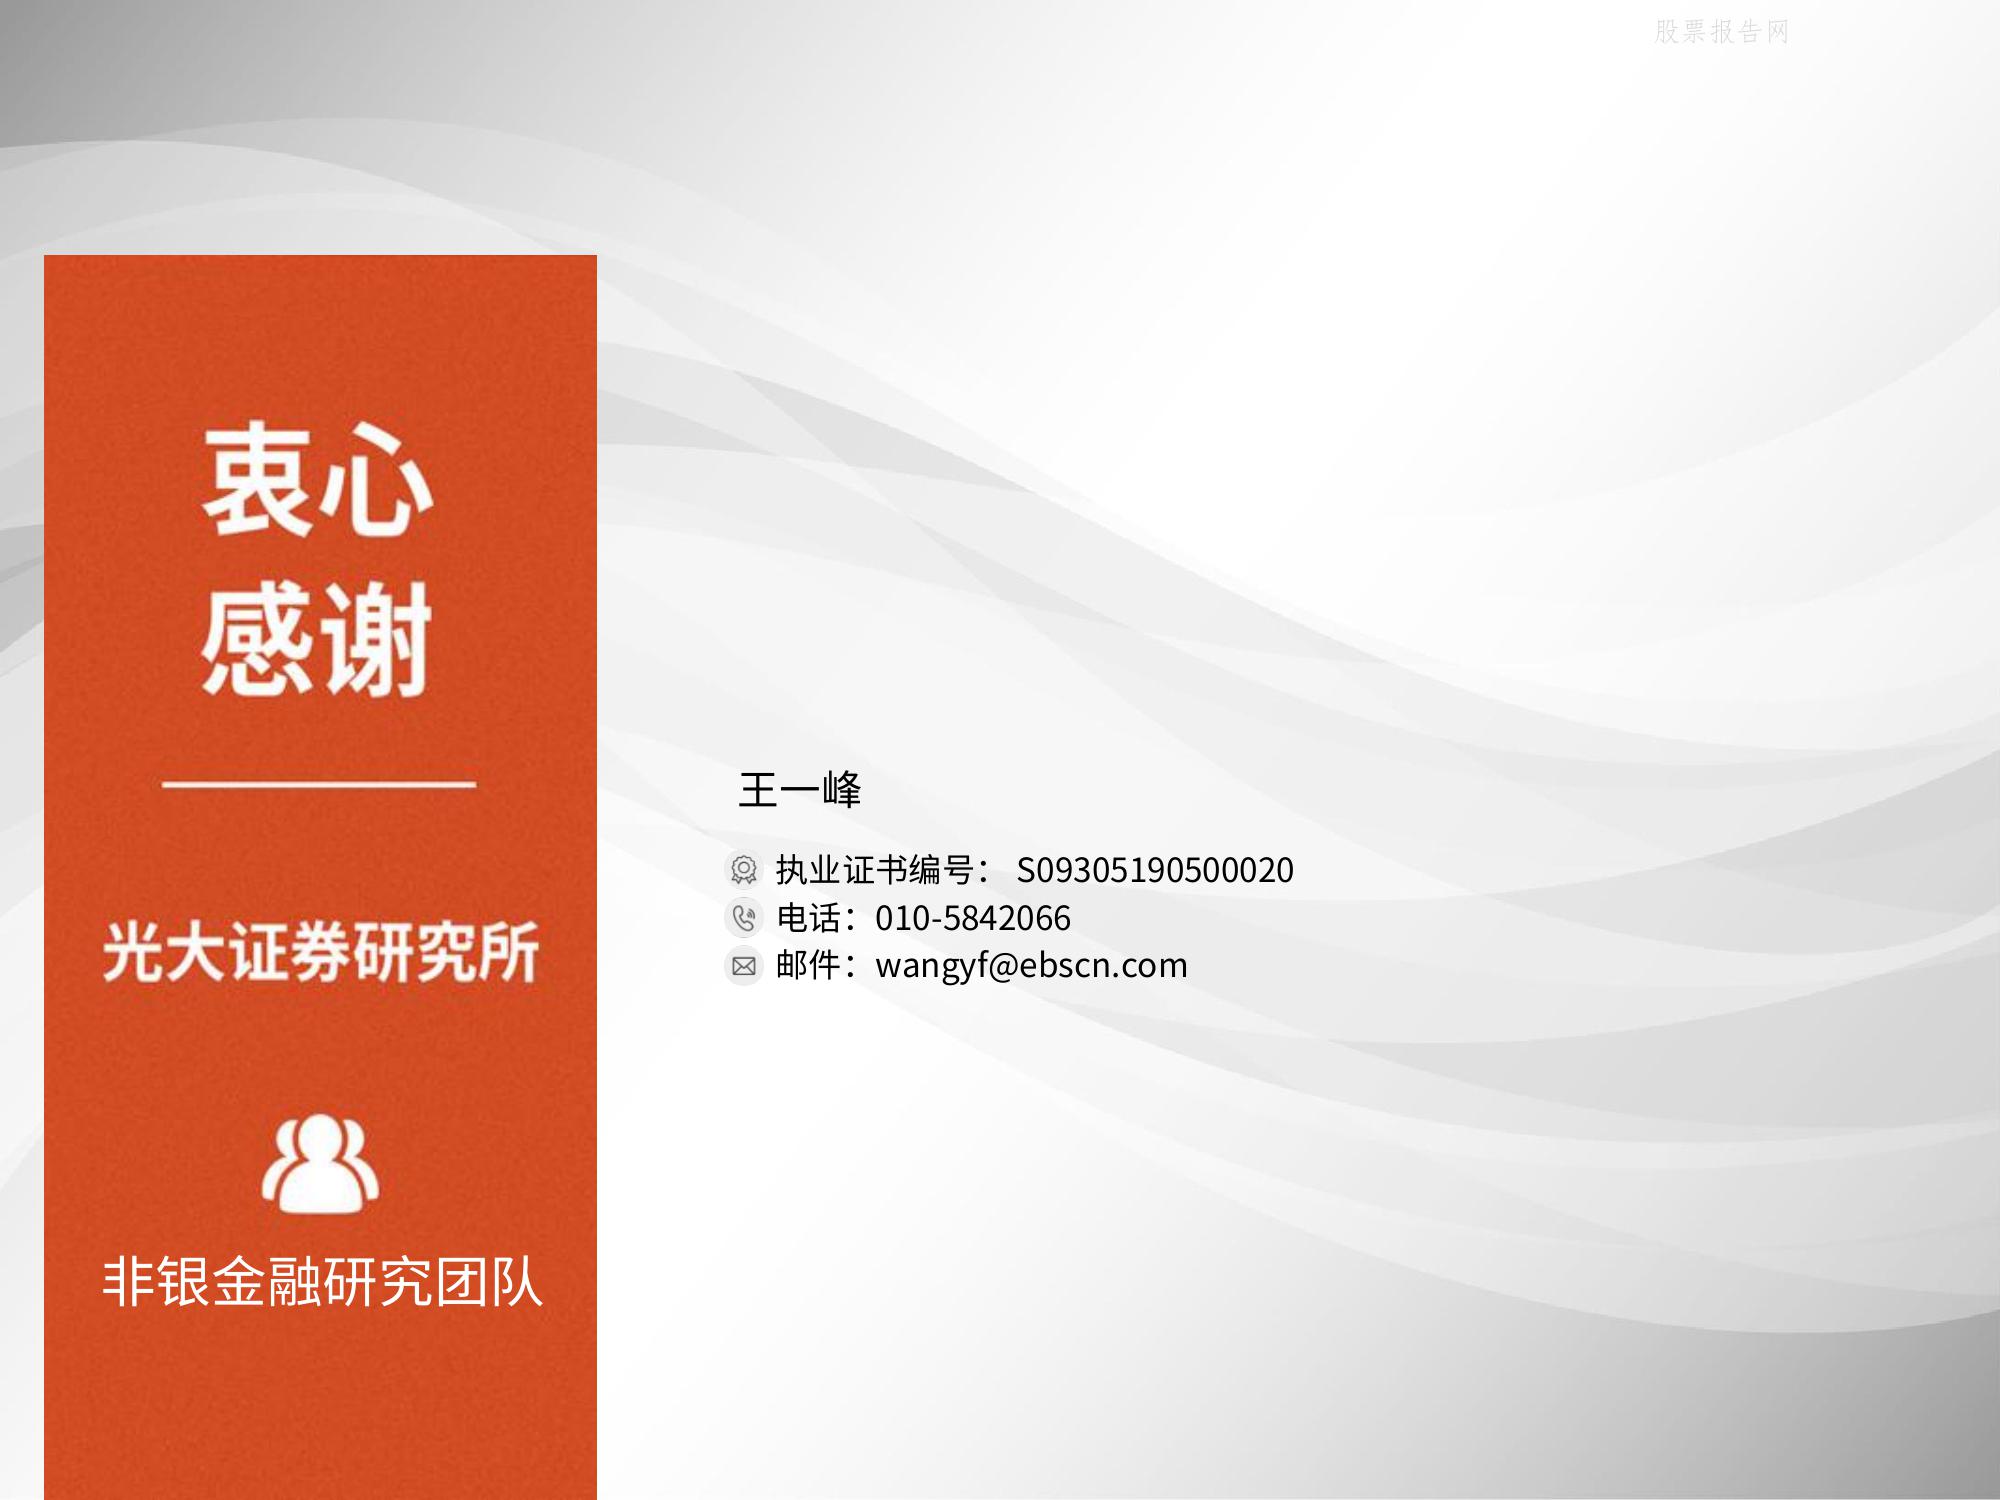 股票报告网
衷心
感谢
光大证券研究所
非银金融研究团队
王一峰
执业证书编号： S09305190500020
电话：010-5842066
邮件：wangyf@ebscn.com